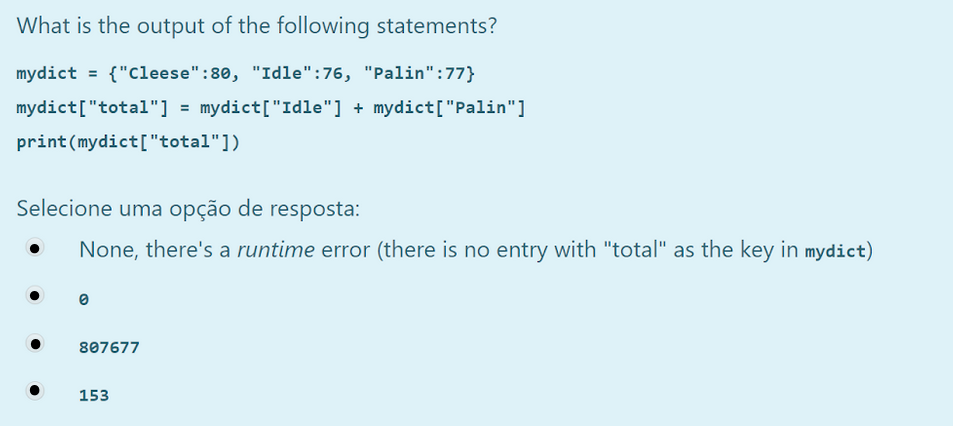 What is the output of the following statements?
mydict = {"Cleese":80, "Idle":76, "Palin":77}
mydict["total"] = mydict["Idle"] + mydict["Palin"]
print(mydict["total"])
Selecione uma opção de resposta:
None, there's a runtime error (there is no entry with "total" as the key in mydict)
0
807677
153